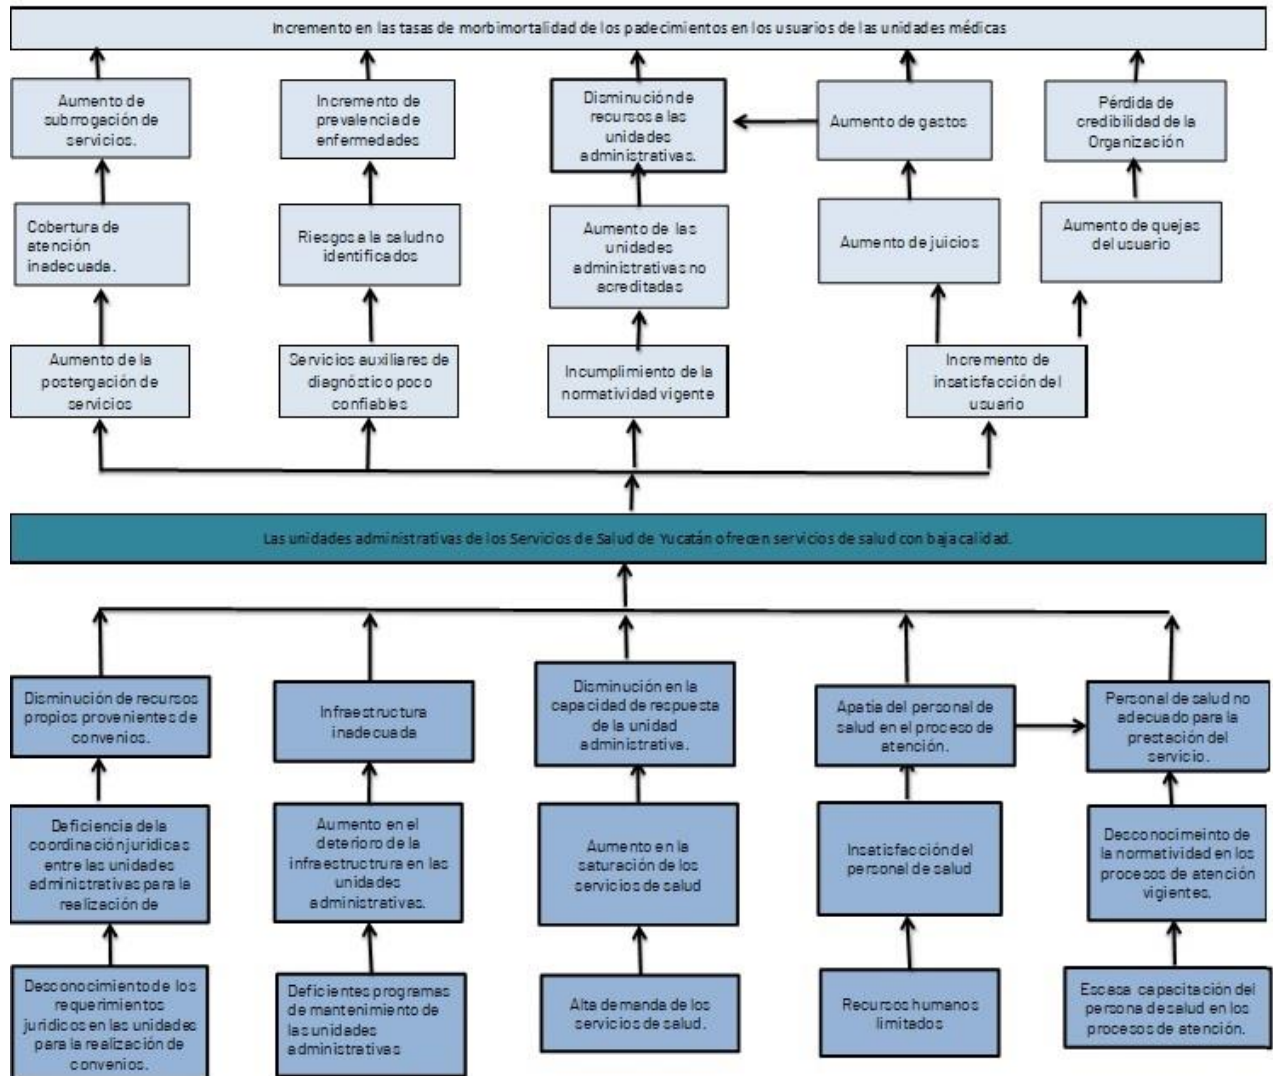 Incremento en las tasas de morbimortalidad de los padecimientos en los usuarios de las unidades médicas
Aumento de
subrrogación de
servicios.
Incremento de
prevalencia de
enfermedades
Disminución de
recursos a las
unidades
administrativas.
Aumento de gastos
Pérdida de
credibilidad de la
Organización
Cobertura de
atención
inadecuada.
Riesgos a la salud no
identificados
Aumento de las
unidades
administrativas no
acreditadas
Aumento de juicios
Aumento de quejas
del usuario
Aumento de la
postergación de
servicios
Servicios auxiliares de
diagnóstico poco
confiables
Incumplimiento de la
normatividad vigente
Incremento de
insatisfacción del
usuario
Las unidades administrativas de los Servicios de Salud de Yucatán ofrecen servicios de salud con baja calidad.
Disminución de recursos
propios provenientes de
convenios.
Infraestructura
inadecuada
Disminución en la
capacidad de respuesta
de la unidad
administrativa.
Apatía del personal de
salud en el proceso de
atención.
Personal de salud no
adecuado para la
prestación del
servicio.
Deficiencia de la
coordinación jurídicas
entre las unidades
administrativas para la
realización de
Aumento en el
deterioro de la
infraestructrura en las
unidades
administrativas.
Aumento en la
saturación de los
servicios de salud
Insatisfacción del
personal de salud
Desconocimeinto de
la normatividad en los
procesos de atención
vigientes.
Desconocimiento de los
requerimientos
jurídicos en las unidades
para la realización de
convenios.
Deficientes programas
de mantenimiento de
las unidades
administrativas
Alta demanda de los
servicios de salud.
Recursos humanos
limitados
Escasa capacitación del
persona de salud en los
procesos de atención.